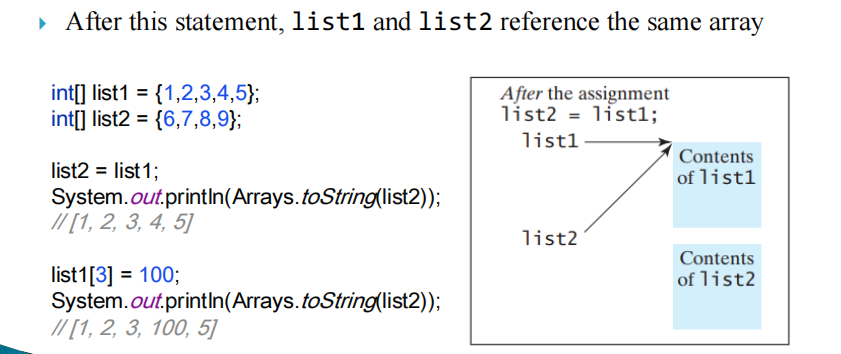 After this statement, list1 and list2 reference the same array
int[] list1 = {1,2,3,4,5};
int[] list2 = {6,7,8,9};
list2 = list1;
System.out.println(Arrays.toString(list2));
// [1, 2, 3, 4, 5]
list1[3] = 100;
System.out.println(Arrays.toString(list2));
// [1, 2, 3, 100, 5]
After the assignment
list2 = list1;
list1
Contents
of list1
list2
Contents
of list2